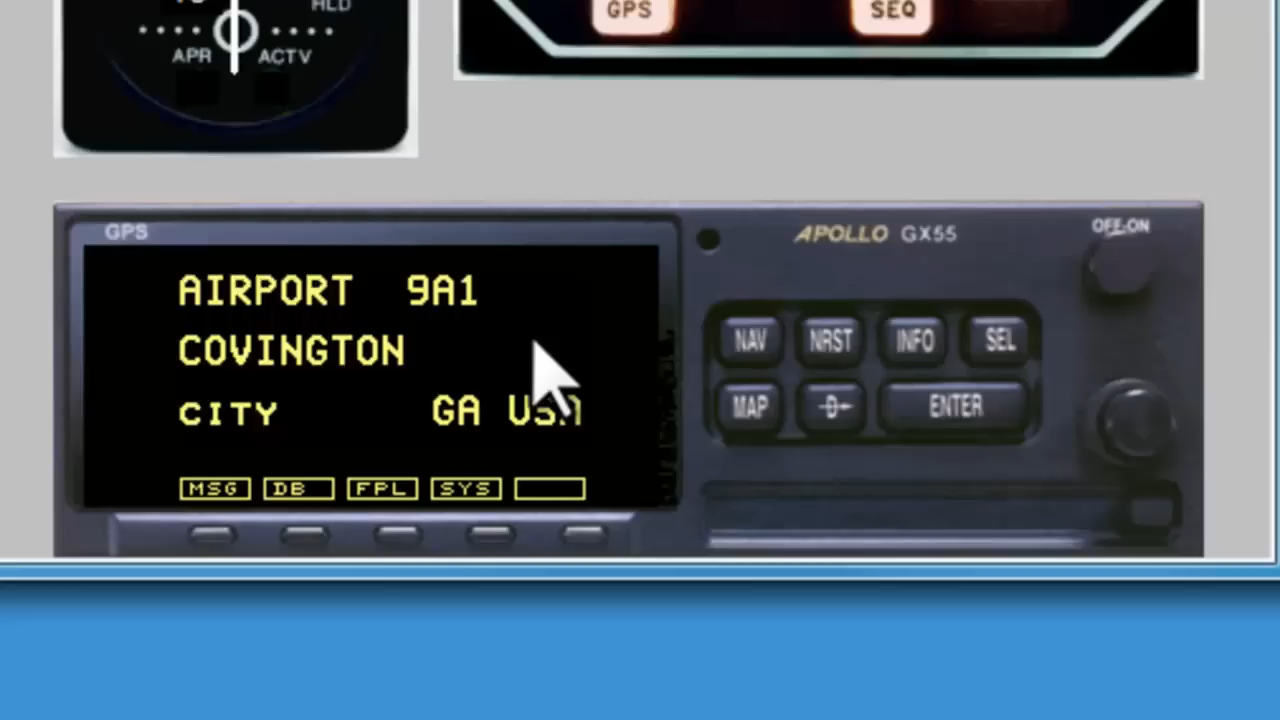 HLD
APR ACTV
GPS SEQ
GPS
APOLLO GX55
OFF-ON
AIRPORT 9A1
COVINGTON
CITY GA USA
MSG DB FPL SYS
NAV NRST INFO SEL
MAP D ENTER